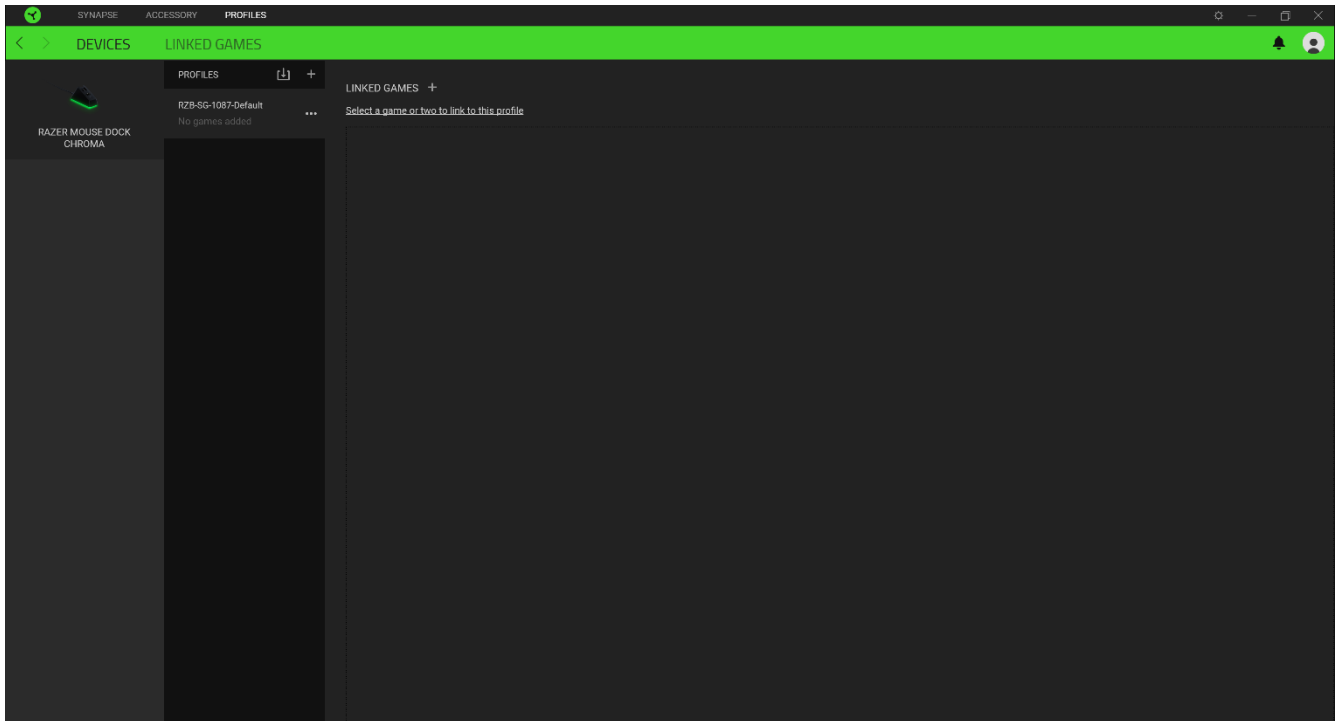 SYNAPSE ACCESSORY PROFILES
DEVICES LINKED GAMES
RAZER MOUSE DOCK
CHROMA
PROFILES
RZB-SG-1087-Default
No games added
LINKED GAMES
Select a game or two to link to this profile